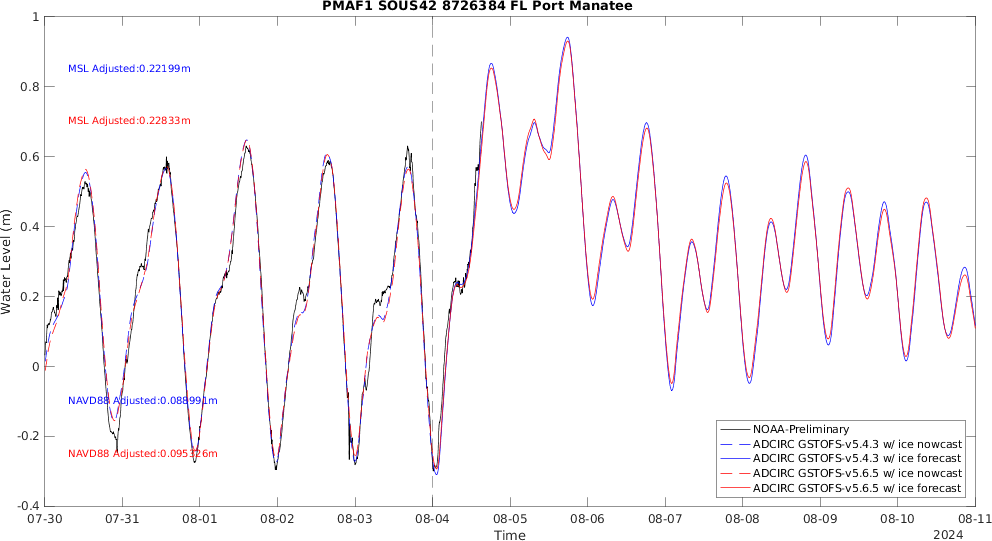 PMAF1 SOUS42 8726384 FL Port Manatee
1
0.8
0.6
0.4
0.2
0
-0.2
-0.4
Water Level (m)
MSL Adjusted:0.22199m
MSL Adjusted:0.22833m
NAVD88 Adjusted:0.088991m
NAVD88 Adjusted:0.095326m
NOAA-Preliminary
ADCIRC GSTOFS-v5.4.3 w/ ice nowcast
ADCIRC GSTOFS-v5.4.3 w/ ice forecast
ADCIRC GSTOFS-v5.6.5 w/ ice nowcast
ADCIRC GSTOFS-v5.6.5 w/ ice forecast
07-30 07-31 08-01 08-02 08-03 08-04 08-05 08-06 08-07 08-08 08-09 08-10 08-11
Time
2024